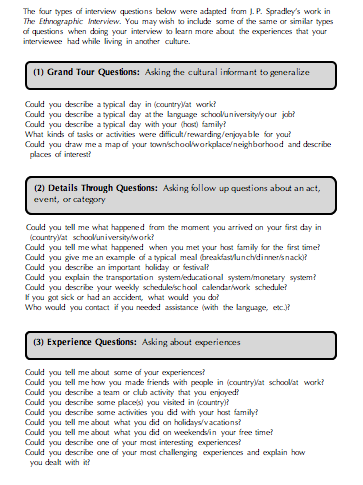 The four types of interview questions below were adapted from J. P. Spradley's work in
The Ethnographic Interview. You may wish to include some of the same or similar types
of questions when doing your interview to learn more about the experiences that your
interviewee had while living in another culture.
(1) Grand Tour Questions: Asking the cultural informant to generalize
Could you describe a typical day in (country)/at work?
Could you describe a typical day at the language school/university/your job?
Could you describe a typical day with your (host) family?
What kinds of tasks or activities were difficult/rewarding/enjoyable for you?
Could you draw me a map of your town/school/workplace/neighborhood and describe
places of interest?
(2) Details Through Questions: Asking follow up questions about an act,
event, or category
Could you tell me what happened from the moment you arrived on your first day in
(country)/at school/university/work?
Could you tell me what happened when you met your host family for the first time?
Could you give me an example of a typical meal (breakfast/lunch/dinner/snack)?
Could you describe an important holiday or festival?
Could you explain the transportation system/educational system/monetary system?
Could you describe your weekly schedule/school calendar/work schedule?
If you got sick or had an accident, what would you do?
Who would you contact if you needed assistance (with the language, etc.)?
(3) Experience Questions: Asking about experiences
Could you tell me about some of your experiences?
Could you tell me how you made friends with people in (country)/at school/at work?
Could you describe a team or club activity that you enjoyed?
Could you describe some place(s) you visited in (country)?
Could you describe some activities you did with your host family?
Could you tell me about what you did on holidays/vacations?
Could you tell me about what you did on weekends/in your free time?
Could you describe one of your most interesting experiences?
Could you describe one of your most challenging experiences and explain how
you dealt with it?